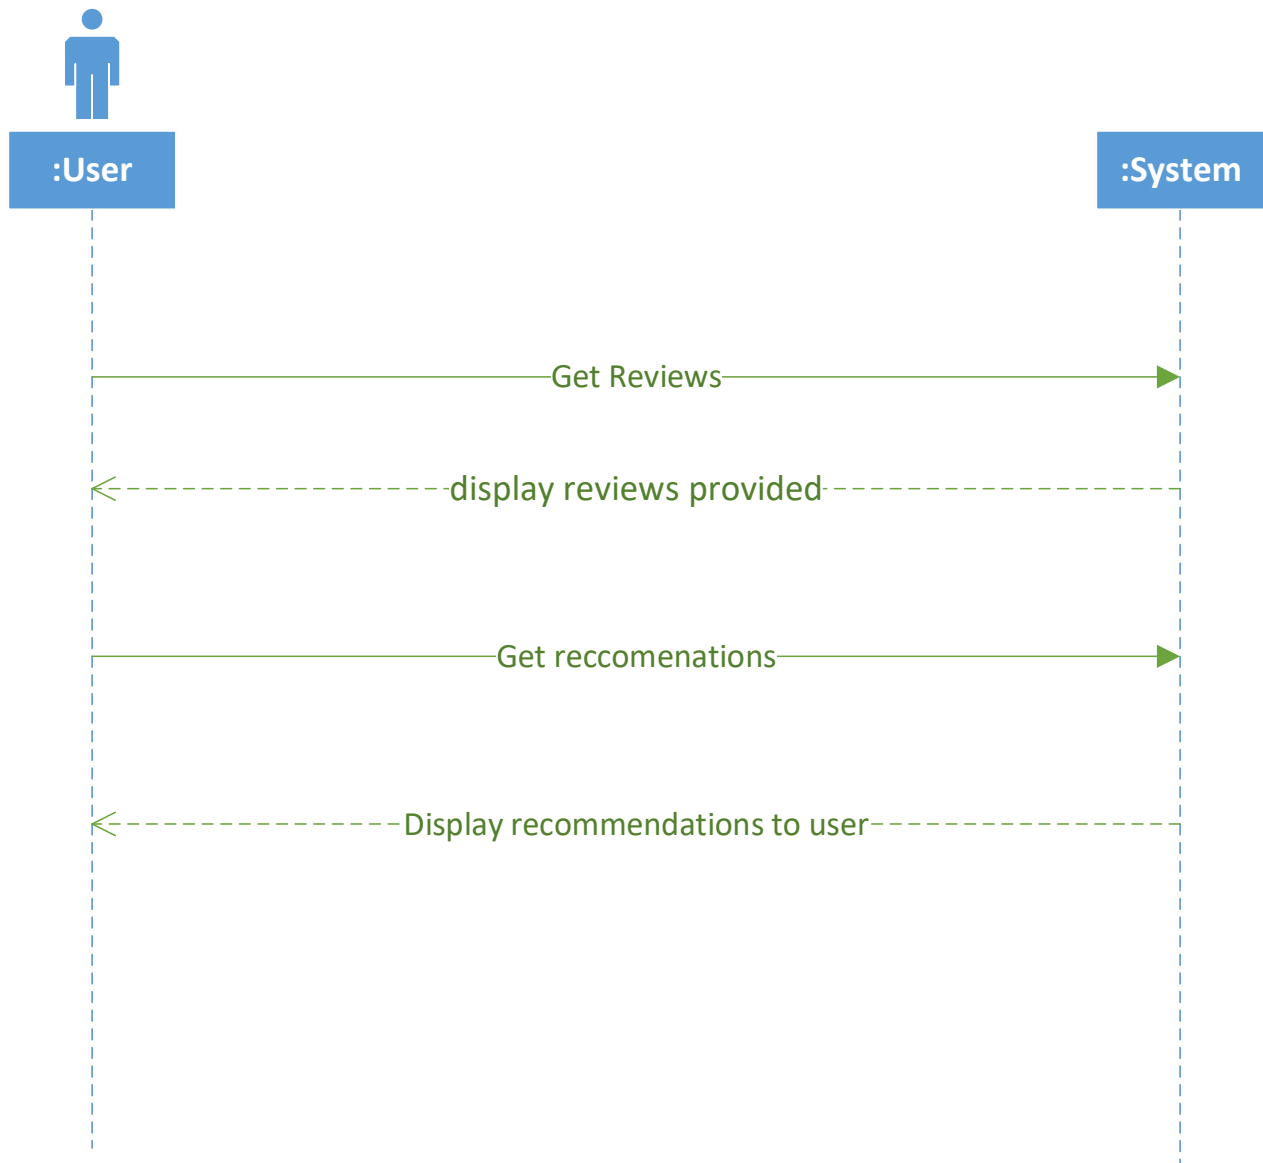 :User
:System
Get Reviews
display reviews provided
Get reccomenations
Display recommendations to user